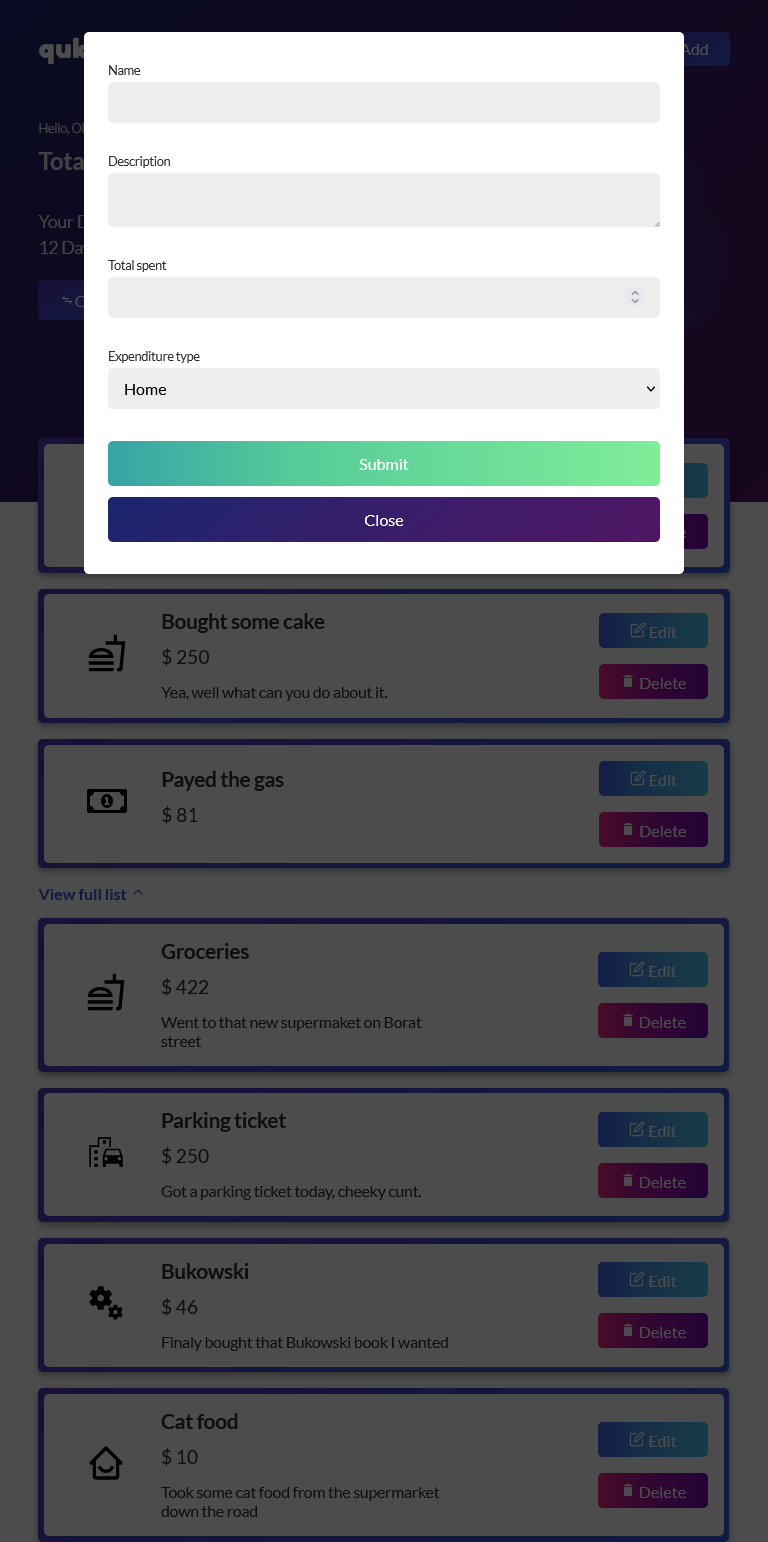 Add
Name
Hello,
Description
Your
12
Total spent
Expenditure type
Home
Submit
Close
Bought some cake
$ 250
Yea, well what can you do about it.
Edit
Delete
Payed the gas
$ 81
Edit
Delete
View full list
Groceries
$ 422
Went to that new supermaket on Borat
street
Edit
Delete
Parking ticket
$ 250
Got a parking ticket today, cheeky cunt.
Edit
Delete
Bukowski
$ 46
Finaly bought that Bukowski book I wanted
Edit
Delete
Cat food
$ 10
Took some cat food from the supermarket
down the road
Edit
Delete